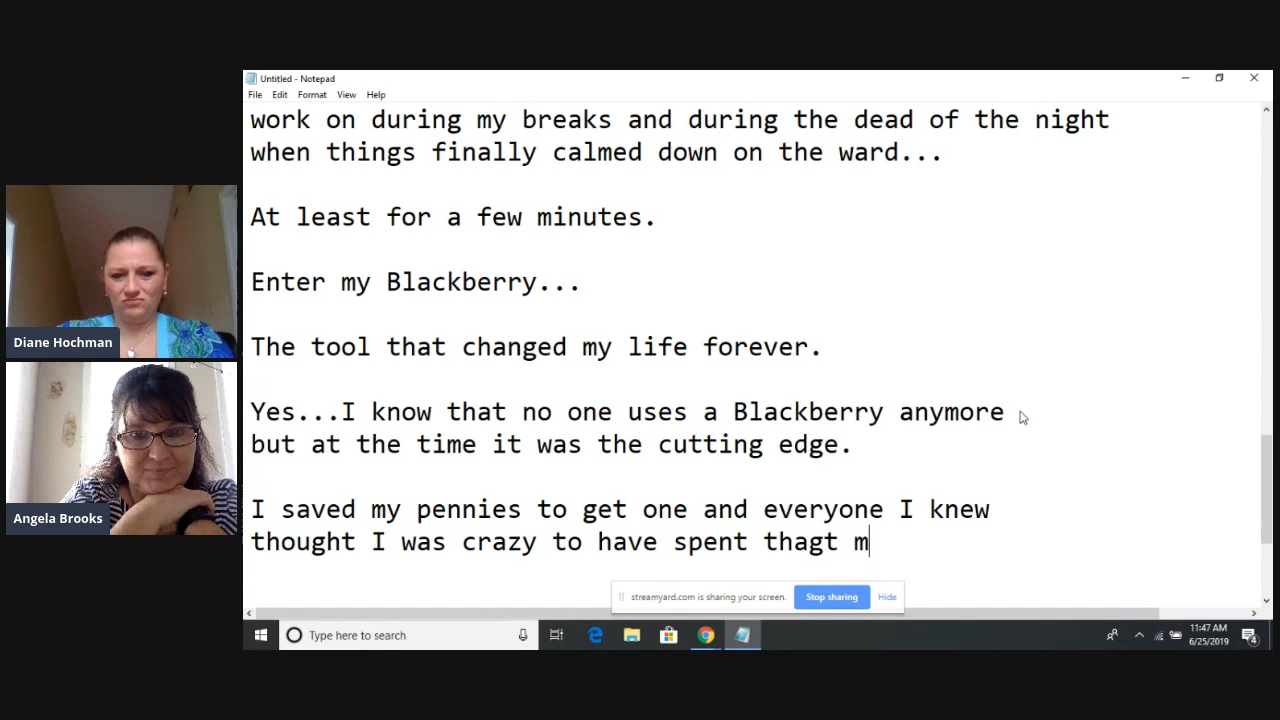 Untitled - Notepad
File Edit Format View Help
work on during my breaks and during the dead of the night
when things finally calmed down on the ward...
At least for a few minutes.
Enter my Blackberry...
The tool that changed my life forever.
Yes...I know that no one uses a Blackberry anymore
but at the time it was the cutting edge.
I saved my pennies to get one and everyone I knew
thought I was crazy to have spent thagt m
Diane Hochman
Angela Brooks
streamyard.com is sharing your screen. Stop sharing Hide
Type here to search
11:47 AM
6/25/2019
4